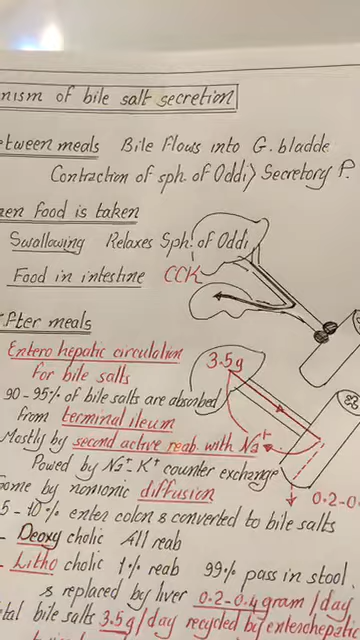 nism of bile salt secretion
etween meals Bile Flows into G. bladde
Contraction of sph. of Oddi > Secretory P.
hen Food is taken
Swallowing Relaxes Sph. of Oddi
Food in intestine CCK
fter meals
Entero hepatic circulation 3.5g
for bile salts
90-95% of bile salts are absorbed
from terminal ileum
Mostly by second active reab. with Na+
Powed by Na+-K+ counter exchange
ome by nonionic diffusion 0.2-0.
5-10% enter colon & converted to bile salts
- Deoxy cholic All reab
- Litho cholic 1% reab 99% pass in stool
& replaced by liver 0.2-0.4 gram/day
tal bile salts 3.5g/day recycled by enterohepatic